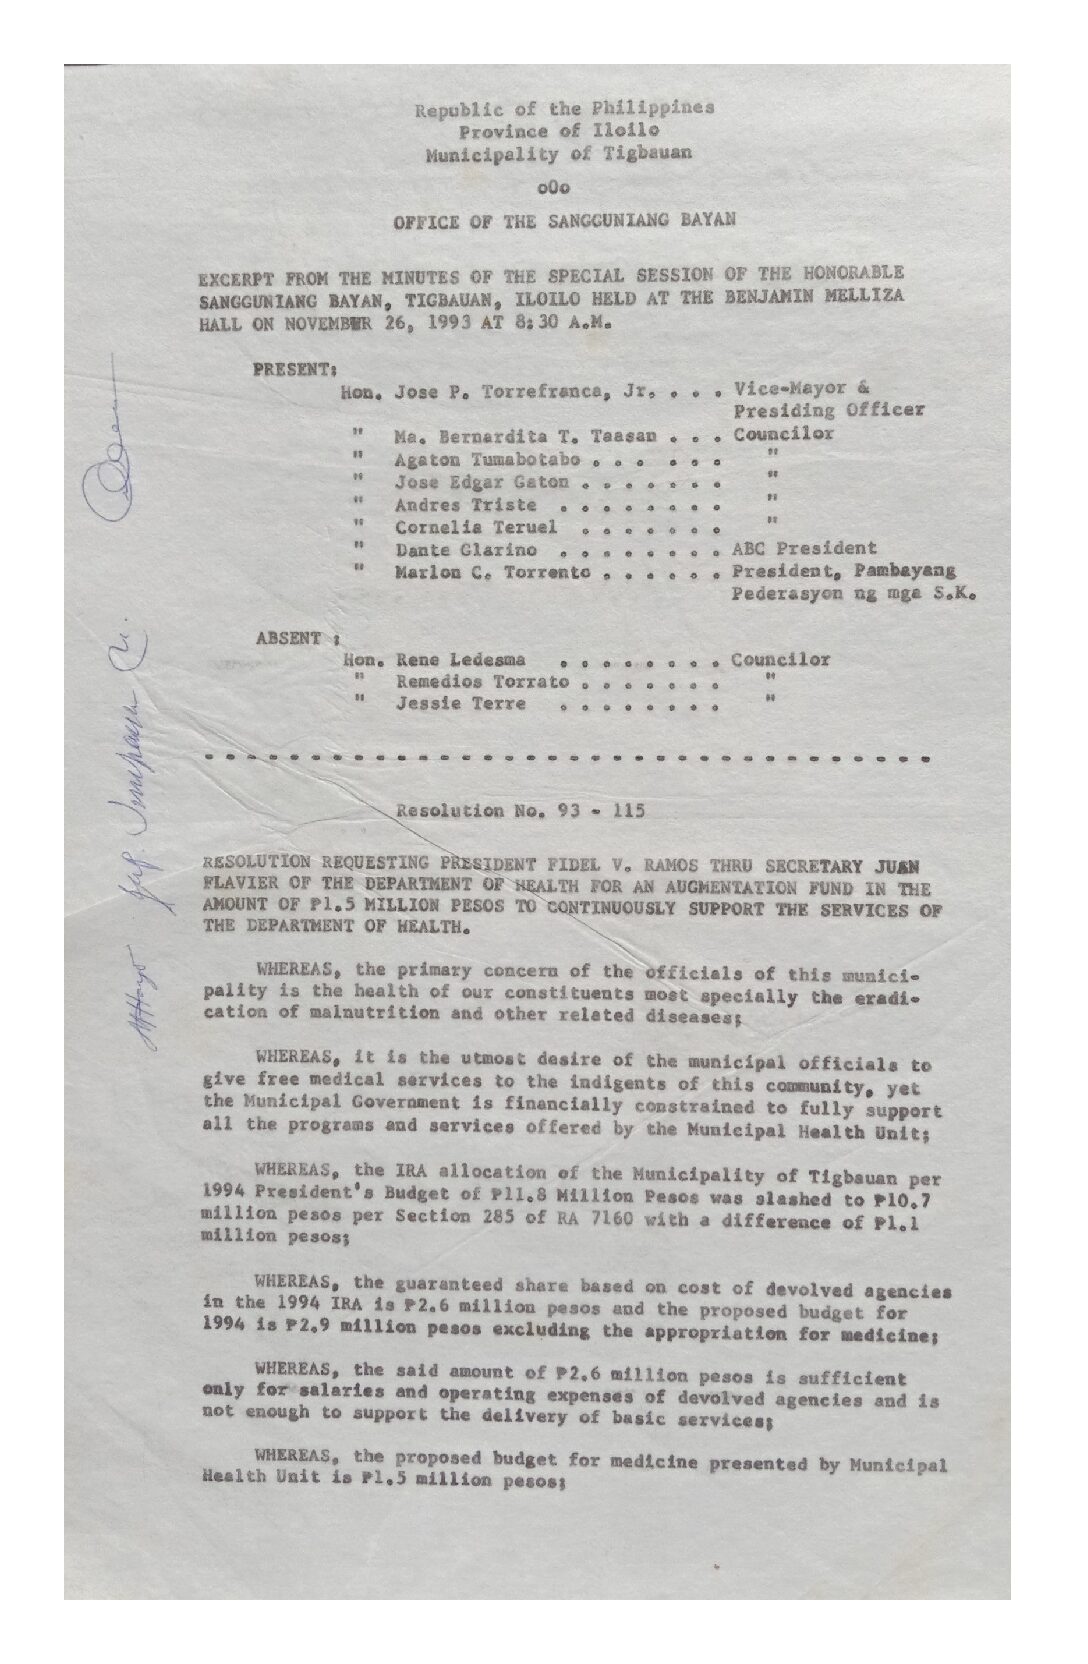 Republic of the Philippines
Province of Iloilo
Municipality of Tigbauan
oOo
OFFICE OF THE SANGGUNIANG BAYAN
EXCERPT FROM THE MINUTES OF THE SPECIAL SESSION OF THE HONORABLE
SANGGUNIANG BAYAN, TIGBAUAN, ILOILO HELD AT THE BENJAMIN MELLIZA
HALL ON NOVEMBER 26, 1993 AT 8:30 A.M.
PRESENT:
Hon. Jose P. Torrefranca, Jr. . . . Vice-Mayor &
Presiding Officer
" Ma. Bernardita T. Taasan . . . Councilor
" Agaton Tumabotabo . . . . . . "
" Jose Edgar Gaton . . . . . . . "
" Andres Triste . . . . . . . . "
" Cornelia Teruel . . . . . . . "
" Dante Glarino . . . . . . . . ABC President
" Marlon C. Torrento . . . . . . President, Pambayang
Pederasyon ng mga S.K.
ABSENT :
Hon. Rene Ledesma . . . . . . . . Councilor
" Remedios Torrato . . . . . . . "
" Jessie Terre . . . . . . . . "
- - - - - - - - - - - - - - - - - - - - - - - - - - - - - - - - - -
Resolution No. 93 - 115
RESOLUTION REQUESTING PRESIDENT FIDEL V. RAMOS THRU SECRETARY JUAN
FLAVIER OF THE DEPARTMENT OF HEALTH FOR AN AUGMENTATION FUND IN THE
AMOUNT OF ₱1.5 MILLION PESOS TO CONTINUOUSLY SUPPORT THE SERVICES OF
THE DEPARTMENT OF HEALTH.
WHEREAS, the primary concern of the officials of this munici-
pality is the health of our constituents most specially the eradi-
cation of malnutrition and other related diseases;
WHEREAS, it is the utmost desire of the municipal officials to
give free medical services to the indigents of this community, yet
the Municipal Government is financially constrained to fully support
all the programs and services offered by the Municipal Health Unit;
WHEREAS, the IRA allocation of the Municipality of Tigbauan per
1994 President's Budget of ₱11.8 Million Pesos was slashed to ₱10.7
million pesos per Section 285 of RA 7160 with a difference of ₱1.1
million pesos;
WHEREAS, the guaranteed share based on cost of devolved agencies
in the 1994 IRA is ₱2.6 million pesos and the proposed budget for
1994 is ₱2.9 million pesos excluding the appropriation for medicine;
WHEREAS, the said amount of ₱2.6 million pesos is sufficient
only for salaries and operating expenses of devolved agencies and is
not enough to support the delivery of basic services;
WHEREAS, the proposed budget for medicine presented by Municipal
Health Unit is ₱1.5 million pesos;